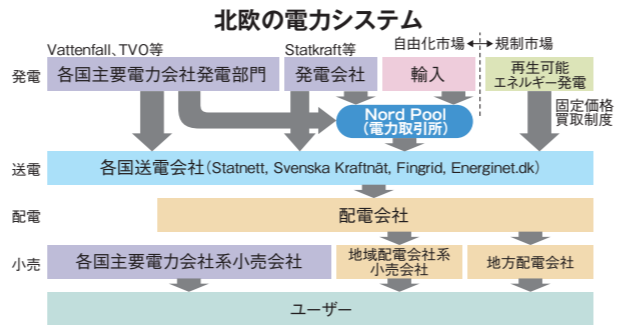 北欧の電力システム
Vattenfall、TVO等
Statkraft等
自由化市場
規制市場
発電
各国主要電力会社発電部門
発電会社
輸入
再生可能
エネルギー発電
Nord Pool
（電力取引所）
固定価格
買取制度
送電
各国送電会社（Statnett, Svenska Kraftnät, Fingrid, Energinet.dk）
配電
配電会社
小売
各国主要電力会社系小売会社
地域配電会社系
小売会社
地方配電会社
ユーザー